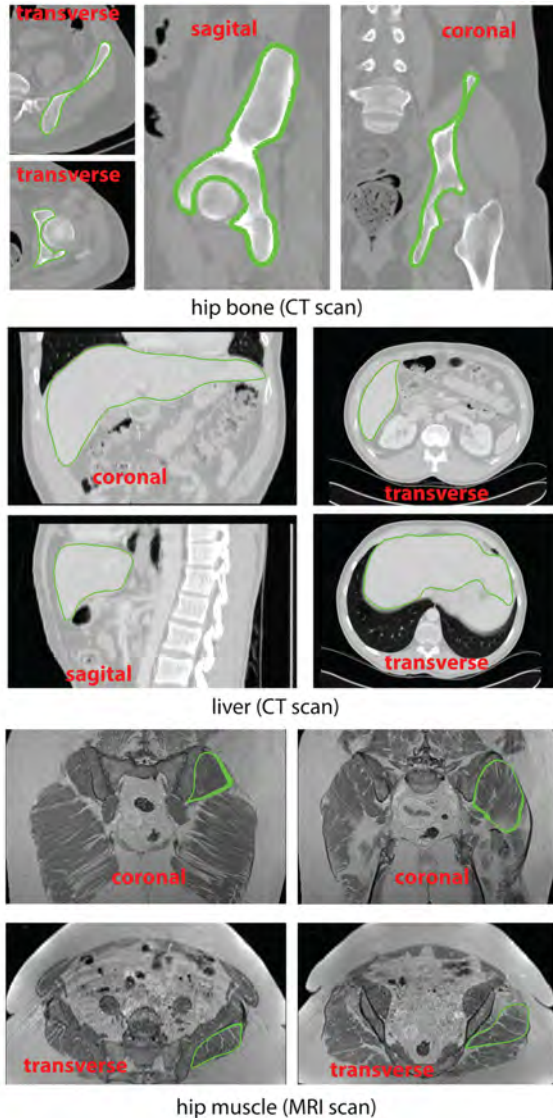 transverse
sagital
coronal
transverse
hip bone (CT scan)
coronal
transverse
sagital
transverse
liver (CT scan)
coronal
coronal
transverse
transverse
hip muscle (MRI scan)